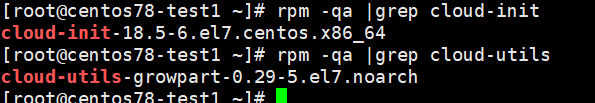 [root@centos78-test1 ~]# rpm -qa |grep cloud-init
cloud-init-18.5-6.el7.centos.x86_64
[root@centos78-test1 ~]# rpm -qa |grep cloud-utils
cloud-utils-growpart-0.29-5.el7.noarch
[root@centos78-test1 ~]#